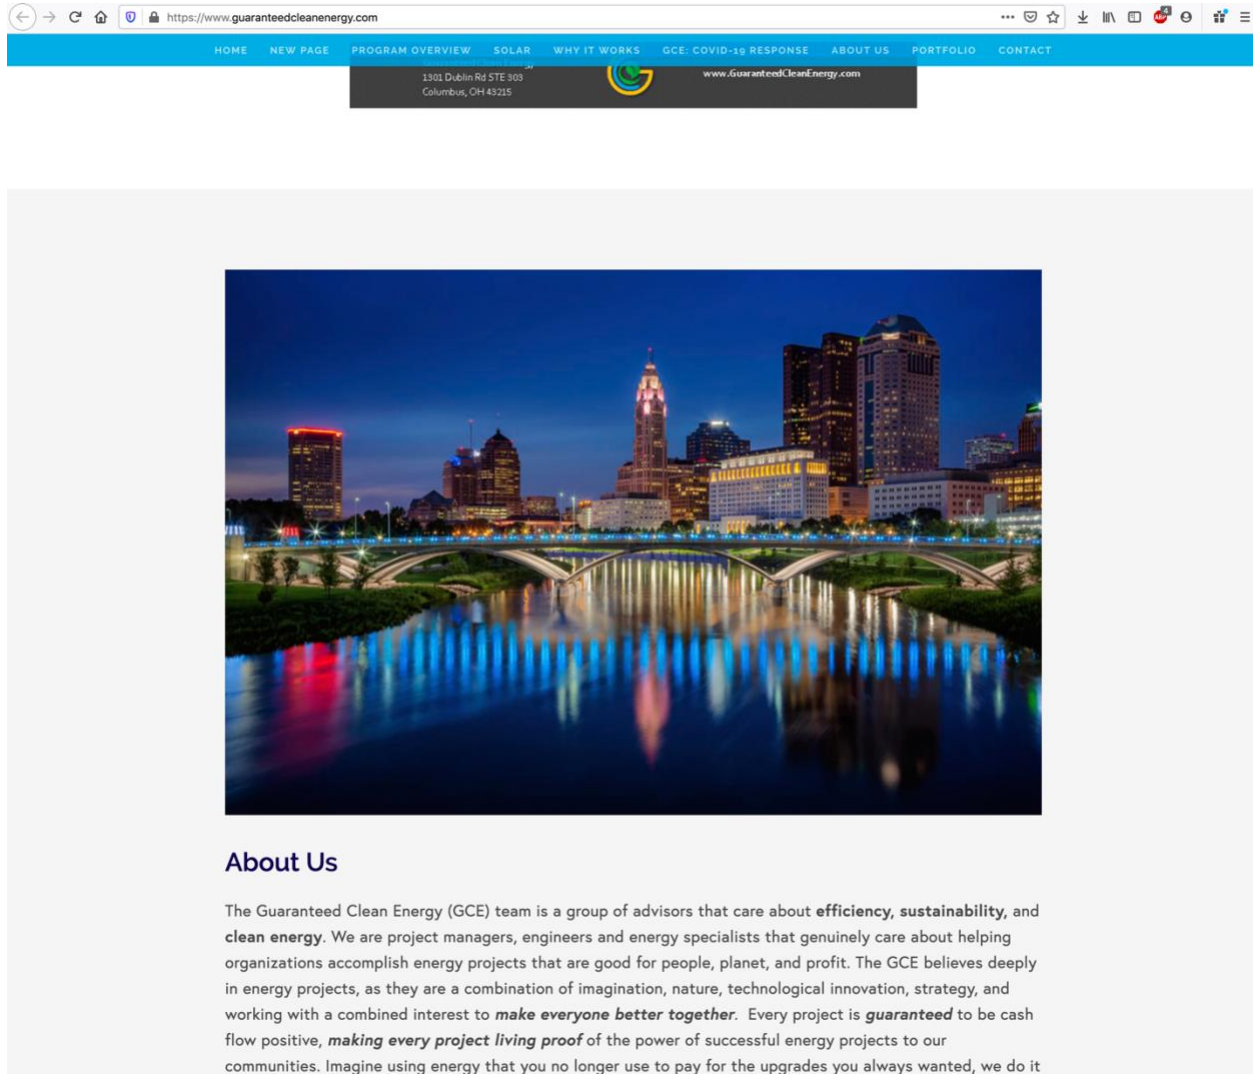 https://www.guaranteedcleanenergy.com
4
HOME NEW PAGE PROGRAM OVERVIEW SOLAR WHY IT WORKS GCE: COVID-19 RESPONSE ABOUT US PORTFOLIO CONTACT
Guaranteed Clean Energy
1301 Dublin Rd STE 303
Columbus, OH 43215
www.GuaranteedCleanEnergy.com
About Us
The Guaranteed Clean Energy (GCE) team is a group of advisors that care about efficiency, sustainability, and
clean energy. We are project managers, engineers and energy specialists that genuinely care about helping
organizations accomplish energy projects that are good for people, planet, and profit. The GCE believes deeply
in energy projects, as they are a combination of imagination, nature, technological innovation, strategy, and
working with a combined interest to make everyone better together. Every project is guaranteed to be cash
flow positive, making every project living proof of the power of successful energy projects to our
communities. Imagine using energy that you no longer use to pay for the upgrades you always wanted, we do it